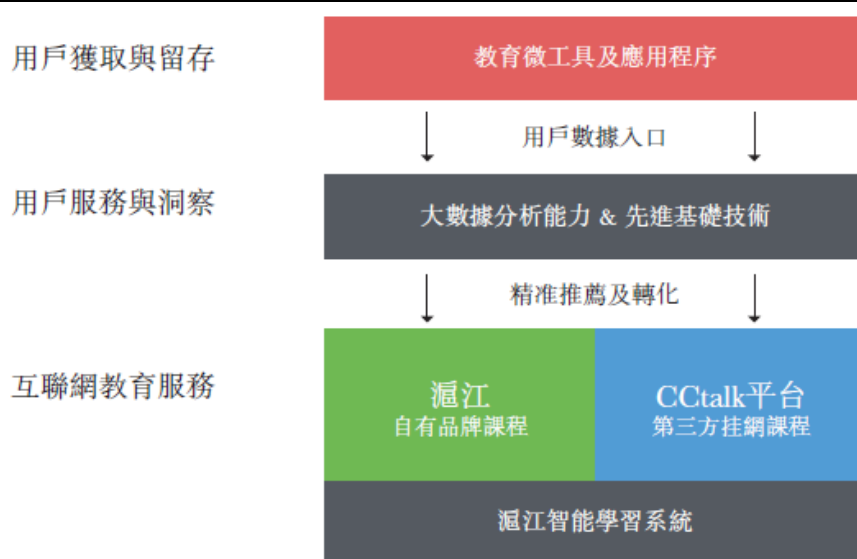 用戶獲取與留存
教育微工具及應用程序
用戶數據入口
用戶服務與洞察
大數據分析能力 & 先進基礎技術
精准推薦及轉化
互聯網教育服務
滬江
自有品牌課程
CCtalk平台
第三方挂網課程
滬江智能學習系統